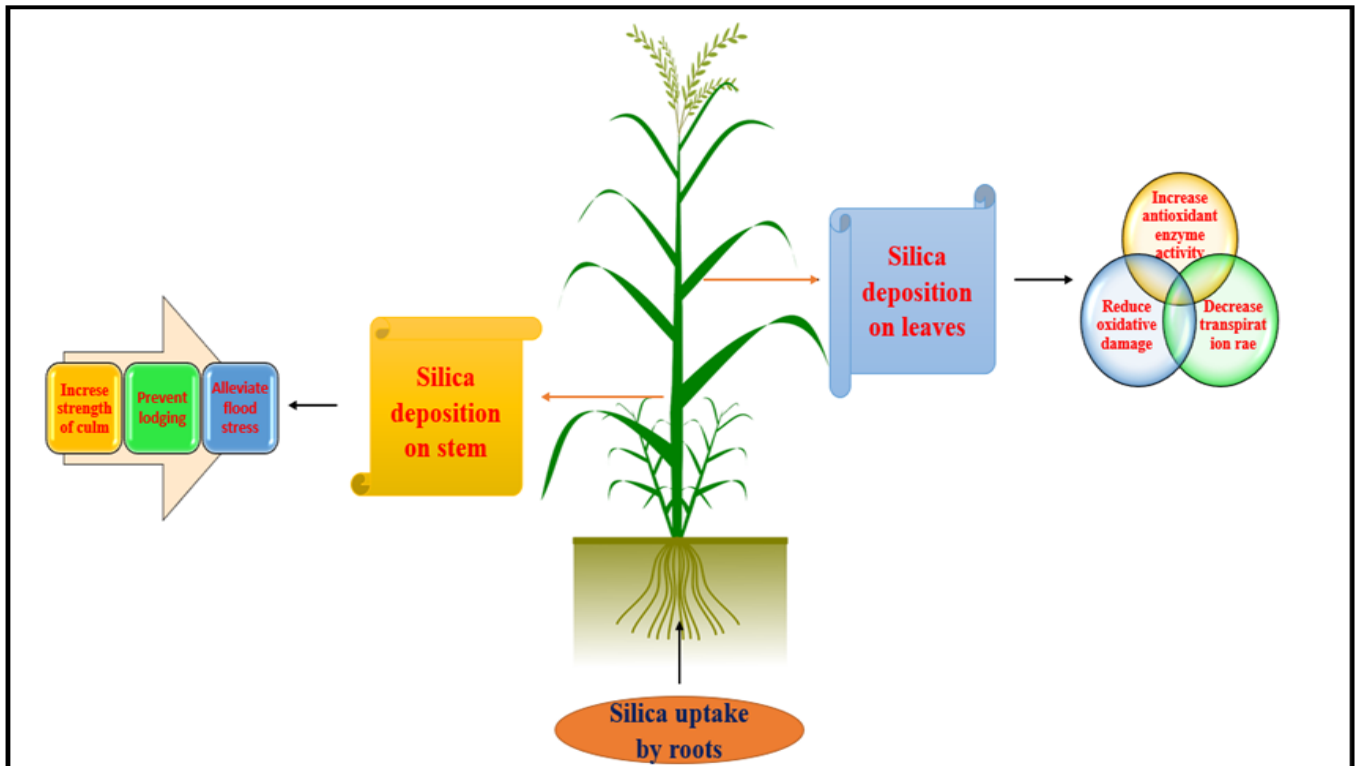 Increase
antioxidant
enzyme
activity
Silica
deposition
on leaves
Reduce
oxidative
damage
Decrease
transpirat
ion rae
Silica
deposition
on stem
Increse
strength
of culm
Prevent
lodging
Alleviate
flood
stress
Silica uptake
by roots